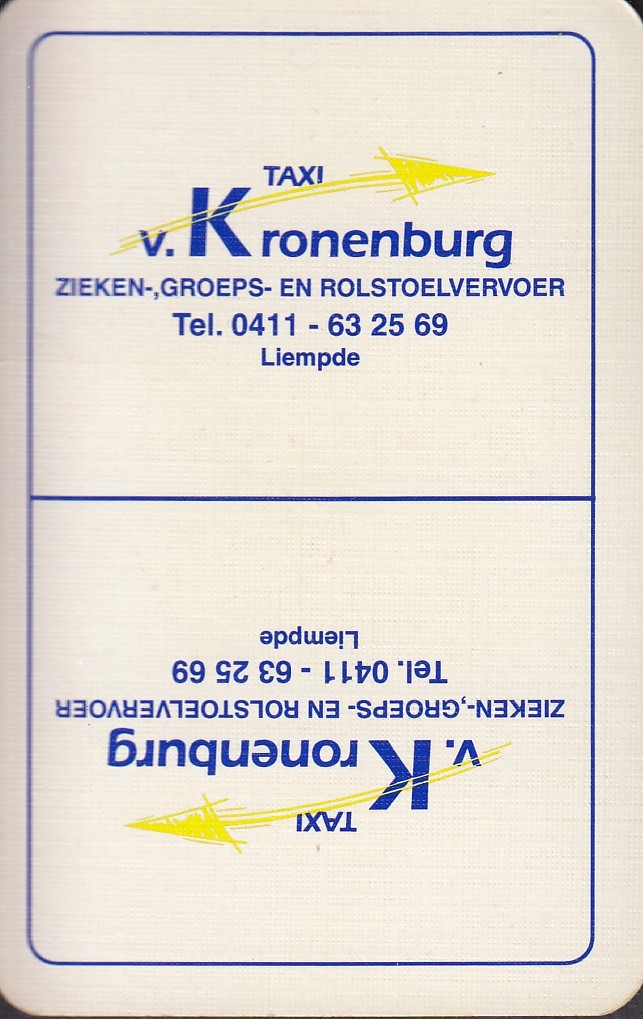 TAXI
v. Kronenburg
ZIEKEN-,GROEPS- EN ROLSTOELVERVOER
Tel. 0411 - 63 25 69
Liempde
TAXI
v. Kronenburg
ZIEKEN-,GROEPS- EN ROLSTOELVERVOER
Tel. 0411 - 63 25 69
Liempde